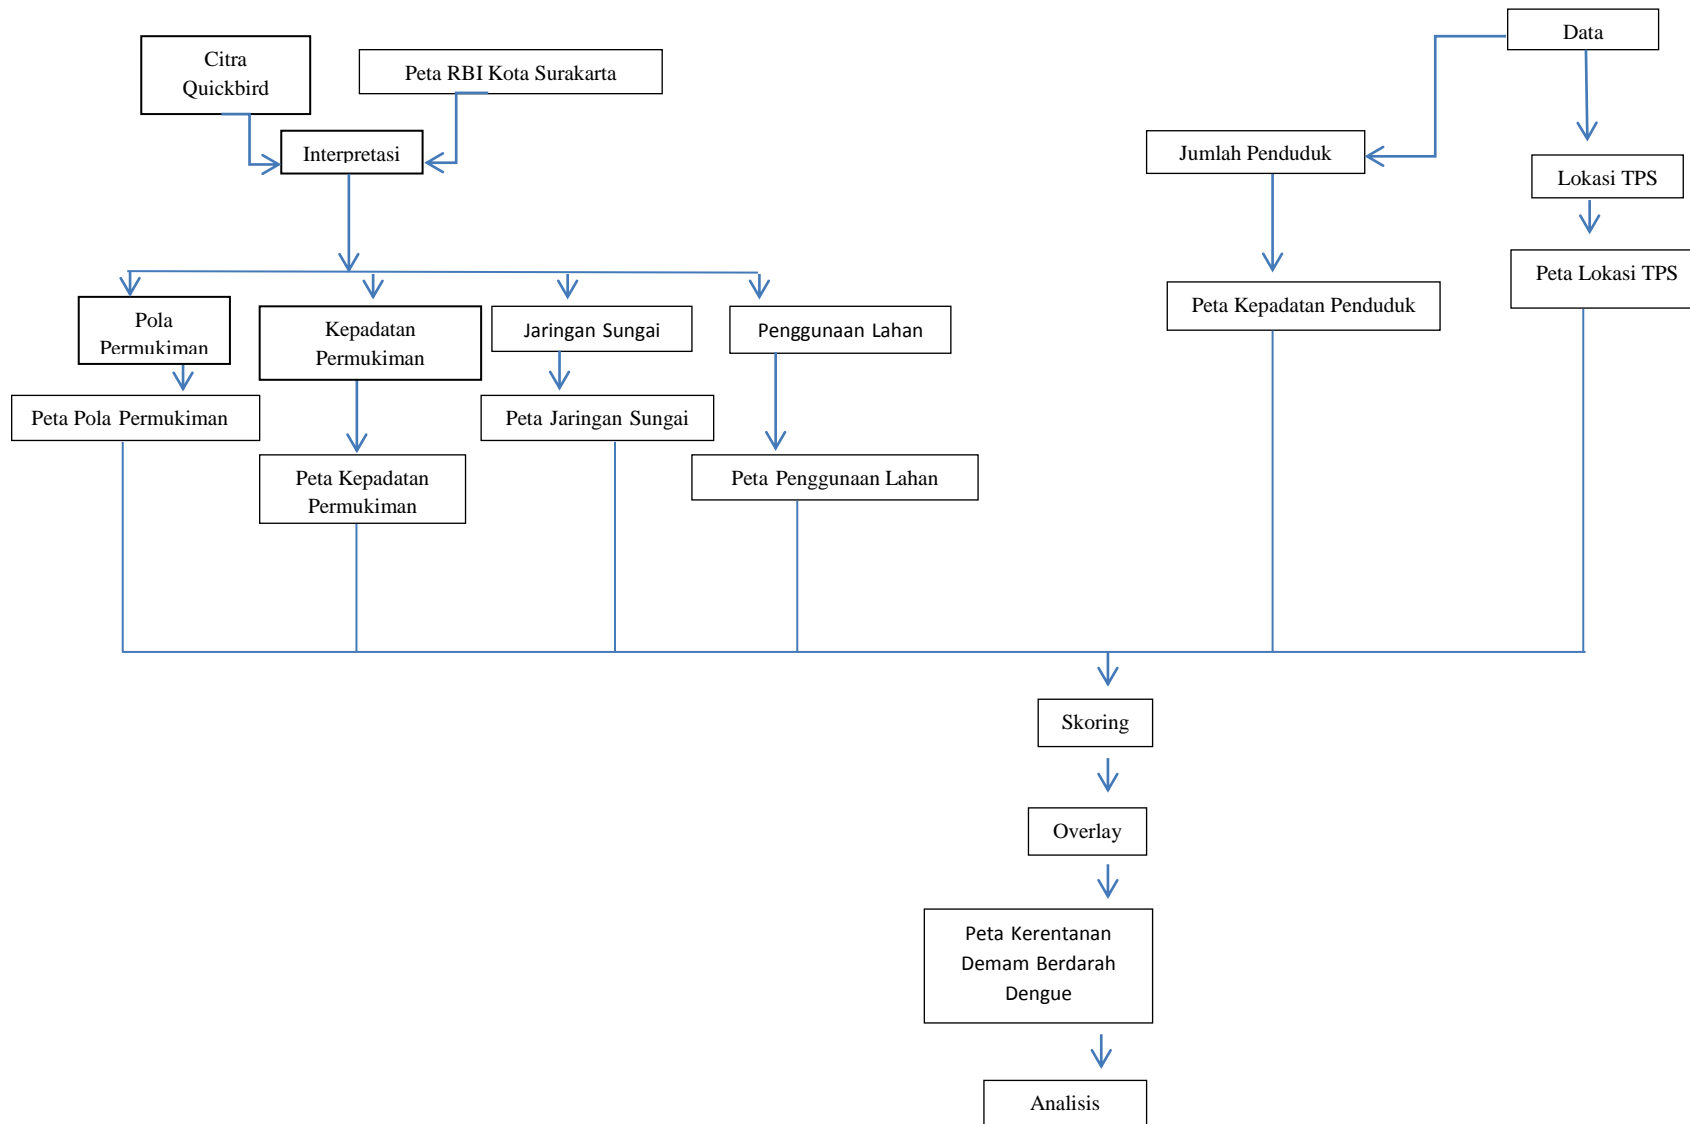 Citra
Quickbird
Peta RBI Kota Surakarta
Data
Interpretasi
Jumlah Penduduk
Lokasi TPS
Peta Lokasi TPS
Peta Kepadatan Penduduk
Pola
Permukiman
Kepadatan
Permukiman
Jaringan Sungai
Penggunaan Lahan
Peta Pola Permukiman
Peta Jaringan Sungai
Peta Kepadatan
Permukiman
Peta Penggunaan Lahan
Skoring
Overlay
Peta Kerentanan
Demam Berdarah
Dengue
Analisis